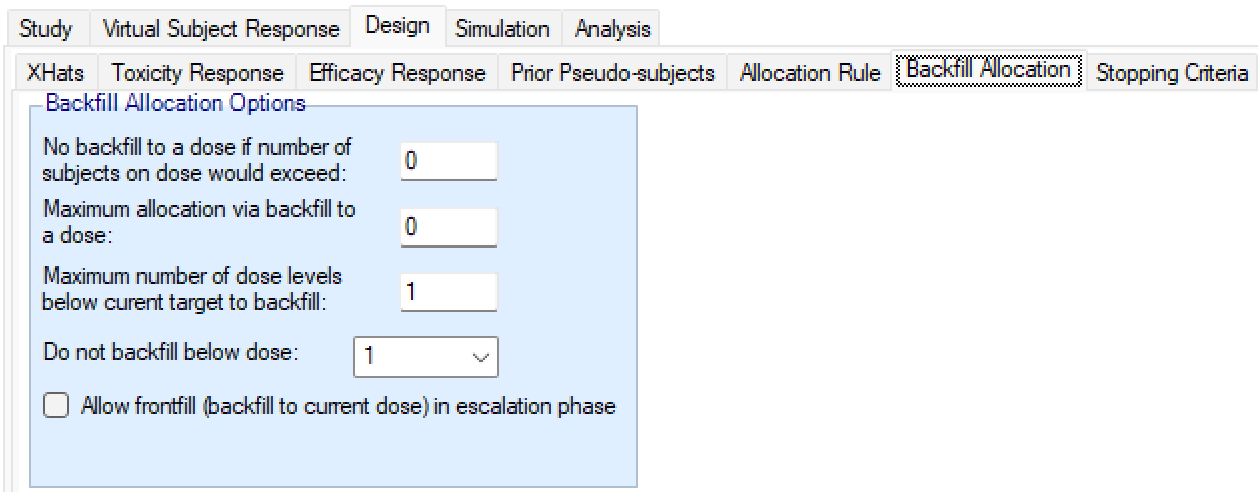 Study Virtual Subject Response Design Simulation Analysis
XHats Toxicity Response Efficacy Response Prior Pseudo-subjects Allocation Rule Backfill Allocation Stopping Criteria
Backfill Allocation Options
No backfill to a dose if number of
subjects on dose would exceed: 0
Maximum allocation via backfill to
a dose: 0
Maximum number of dose levels
below curent target to backfill: 1
Do not backfill below dose: 1
Allow frontfill (backfill to current dose) in escalation phase